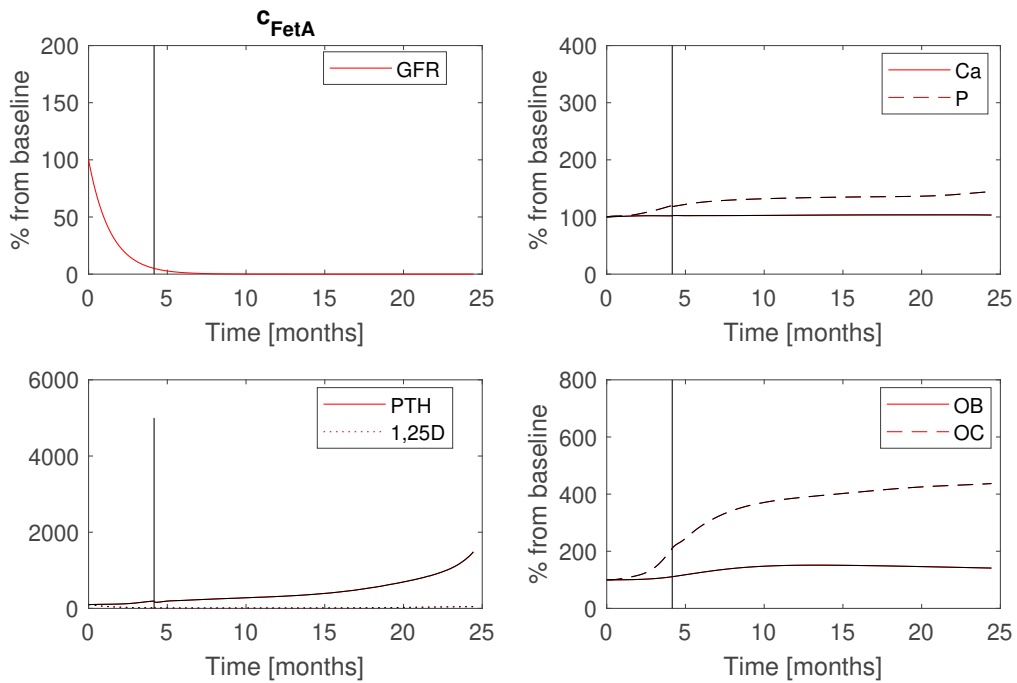 c_FetA
% from baseline
200
150
100
50
0
GFR
0 5 10 15 20 25
Time [months]
% from baseline
400
300
200
100
0
Ca
P
0 5 10 15 20 25
Time [months]
6000
4000
2000
0
PTH
1,25D
0 5 10 15 20 25
Time [months]
% from baseline
800
600
400
200
0
OB
OC
0 5 10 15 20 25
Time [months]